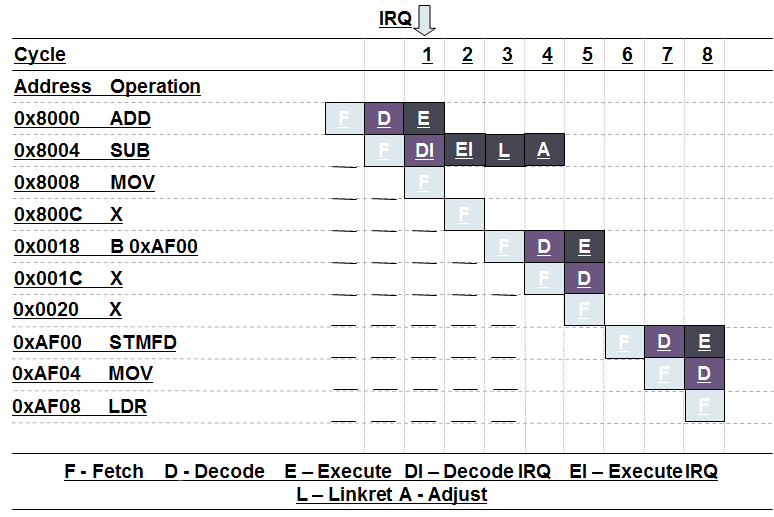 IRQ
Cycle 1 2 3 4 5 6 7 8
Address Operation
0x8000 ADD F D E
0x8004 SUB F DI EI L A
0x8008 MOV F
0x800C X F
0x0018 B 0xAF00 F D E
0x001C X F D
0x0020 X F
0xAF00 STMFD F D E
0xAF04 MOV F D
0xAF08 LDR F
F - Fetch D - Decode E – Execute DI – Decode IRQ EI – Execute IRQ
L – Linkret A - Adjust